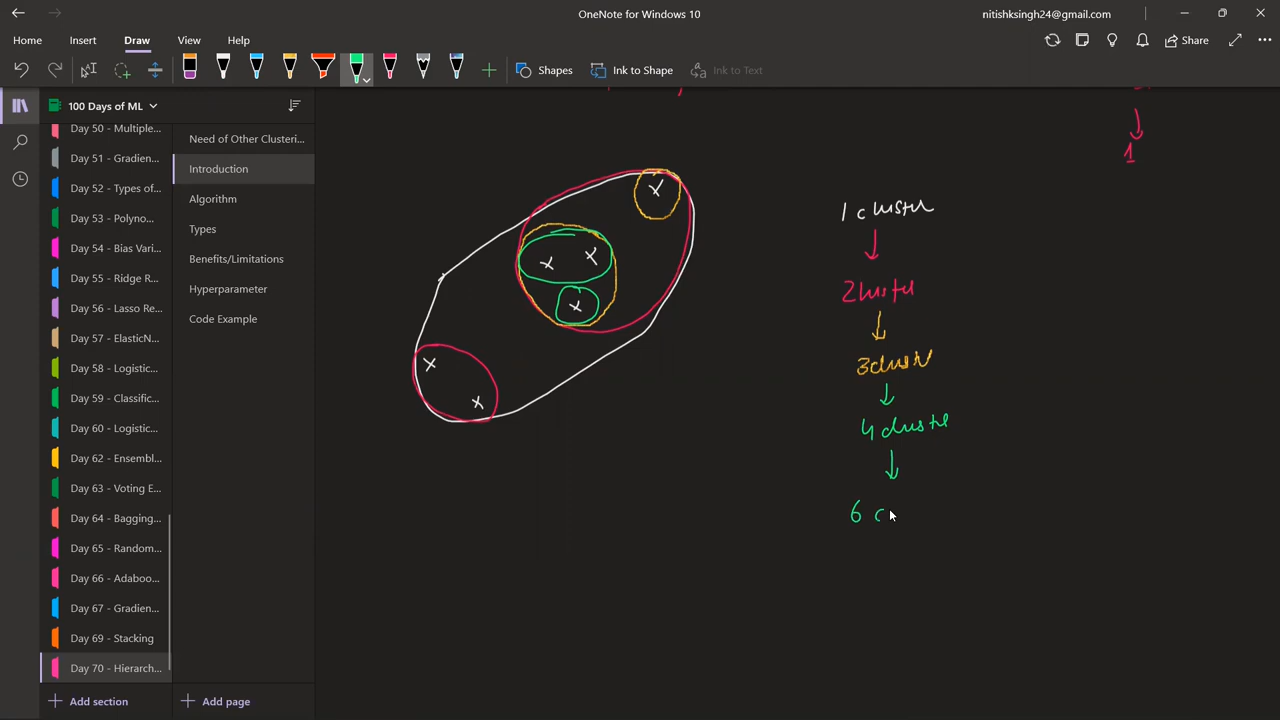 OneNote for Windows 10
nitishksingh24@gmail.com
Home
Insert
Draw
View
Help
Share
Shapes
Ink to Shape
Ink to Text
100 Days of ML
Day 50 - Multiple...
Day 51 - Gradien...
Day 52 - Types of...
Day 53 - Polyno...
Day 54 - Bias Vari...
Day 55 - Ridge R...
Day 56 - Lasso Re...
Day 57 - ElasticN...
Day 58 - Logistic...
Day 59 - Classific...
Day 60 - Logistic...
Day 62 - Ensembl...
Day 63 - Voting E...
Day 64 - Bagging...
Day 65 - Random...
Day 66 - Adaboo...
Day 67 - Gradien...
Day 69 - Stacking
Day 70 - Hierarch...
Add section
Need of Other Clusteri...
Introduction
Algorithm
Types
Benefits/Limitations
Hyperparameter
Code Example
Add page
1
x
x x
x
x
x
1 cluster
2 luster
3 cluster
4 cluster
6 c